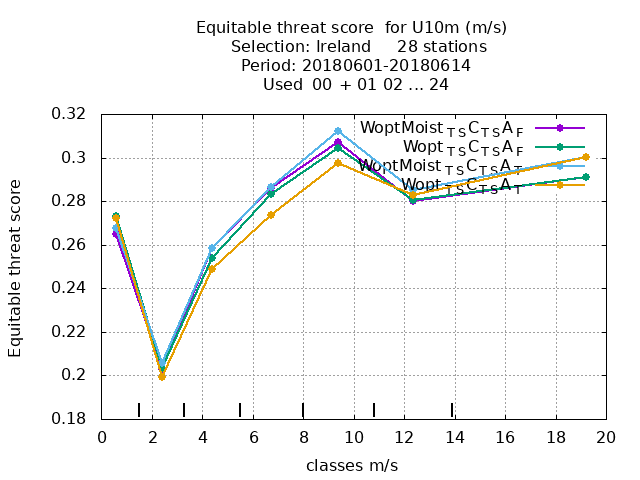 Equitable threat score for U10m (m/s)
Selection: Ireland 28 stations
Period: 20180601-20180614
Used 00 + 01 02 ... 24
Equitable threat score
0.32
0.3
0.28
0.26
0.24
0.22
0.2
0.18
WoptMoist TS C TS A F
Wopt TS C TS A F
WoptMoist TS C TS A T
Wopt TS C TS A T
0 2 4 6 8 10 12 14 16 18 20
classes m/s